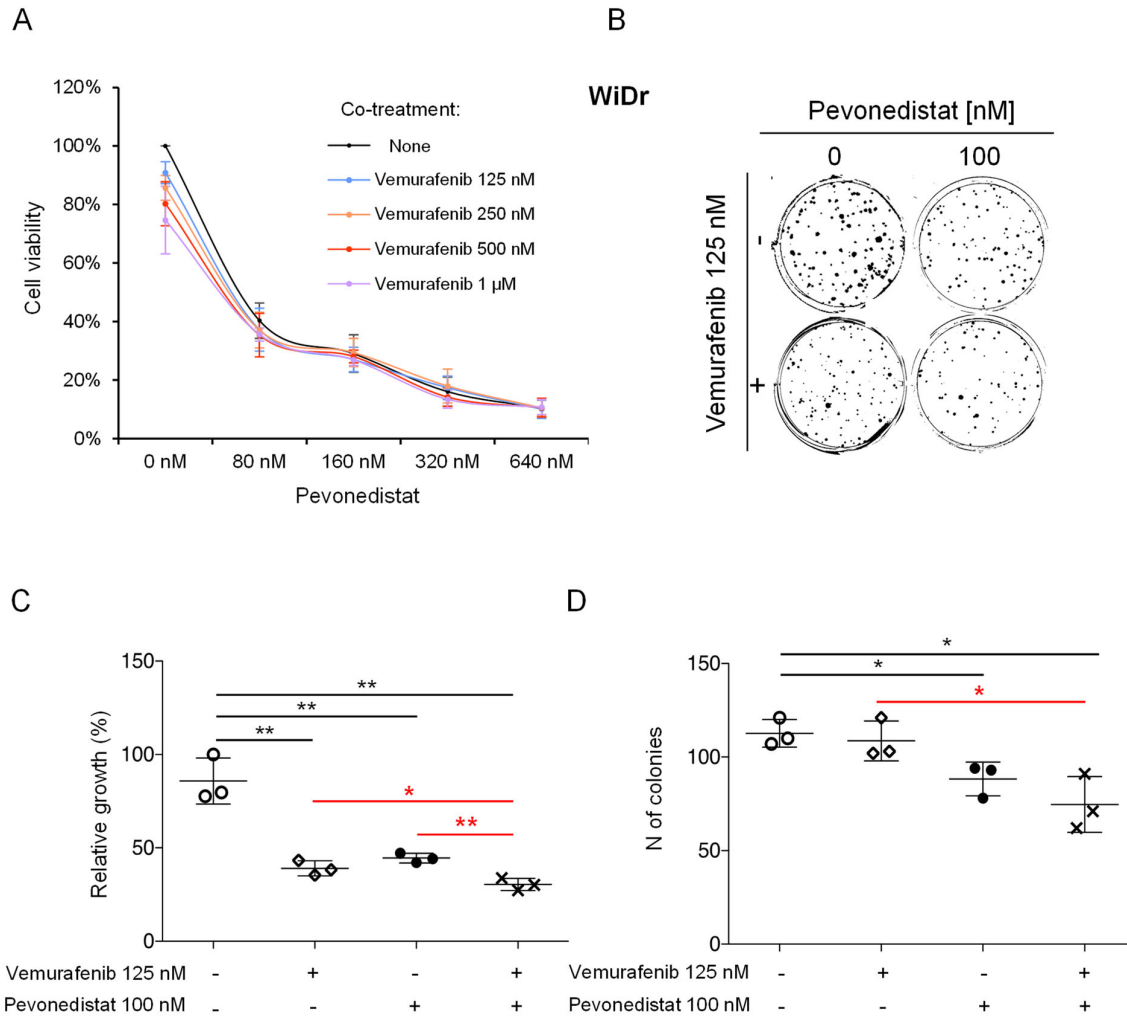 A
B
120%
100%
80%
60%
40%
20%
0%
Cell viability
Co-treatment:
None
Vemurafenib 125 nM
Vemurafenib 250 nM
Vemurafenib 500 nM
Vemurafenib 1 µM
0 nM 80 nM 160 nM 320 nM 640 nM
Pevonedistat
WiDr
Pevonedistat [nM]
0 100
Vemurafenib 125 nM
-
+
C
D
150
100
50
0
Relative growth (%)
**
**
**
*
**
Vemurafenib 125 nM - + - +
Pevonedistat 100 nM - - + +
150
100
50
0
N of colonies
*
*
*
Vemurafenib 125 nM - + - +
Pevonedistat 100 nM - - + +